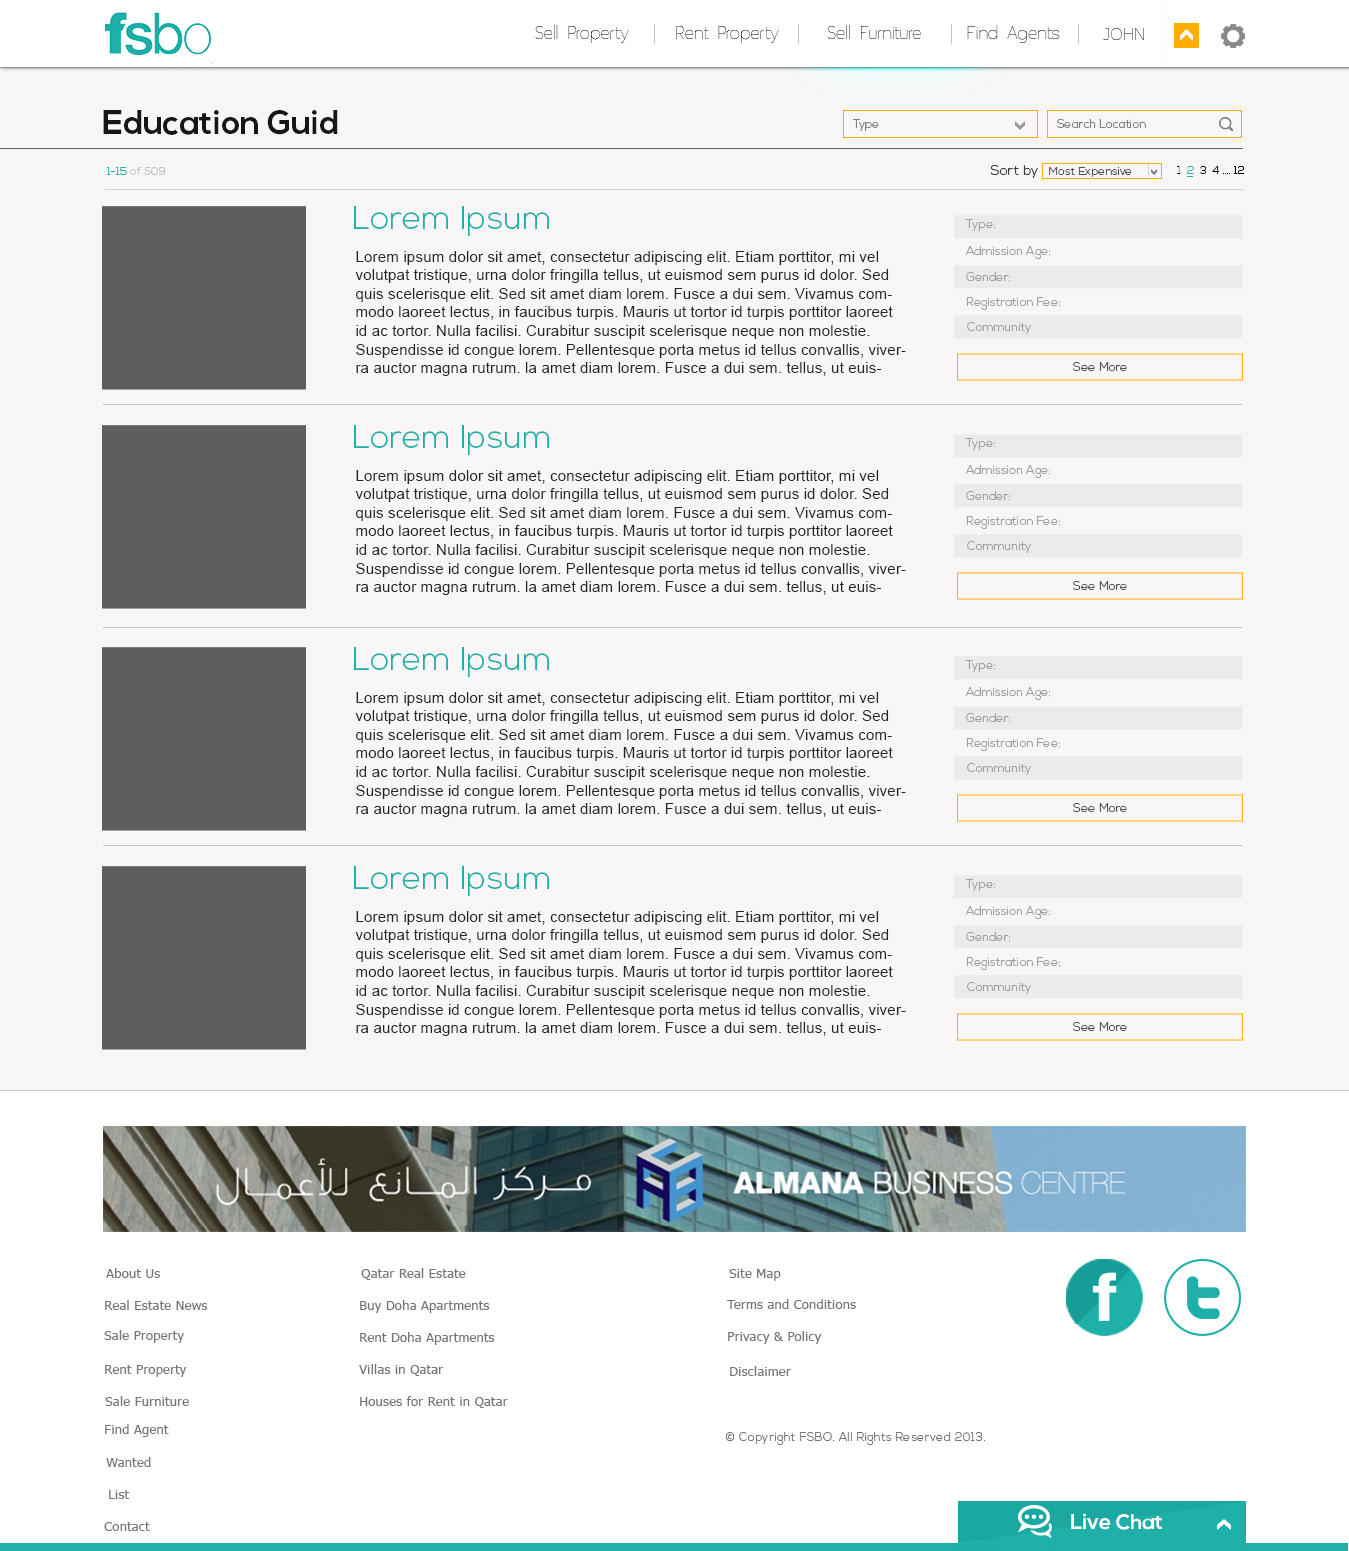 fsbo
Sell Property
Rent Property
Sell Furniture
Find Agents
JOHN
Education Guid
Type
Search Location
1-15 of 509
Sort by
Most Expensive
1 2 3 4 .... 12
Lorem Ipsum
Lorem ipsum dolor sit amet, consectetur adipiscing elit. Etiam porttitor, mi vel
volutpat tristique, urna dolor fringilla tellus, ut euismod sem purus id dolor. Sed
quis scelerisque elit. Sed sit amet diam lorem. Fusce a dui sem. Vivamus com-
modo laoreet lectus, in faucibus turpis. Mauris ut tortor id turpis porttitor laoreet
id ac tortor. Nulla facilisi. Curabitur suscipit scelerisque neque non molestie.
Suspendisse id congue lorem. Pellentesque porta metus id tellus convallis, viver-
ra auctor magna rutrum. la amet diam lorem. Fusce a dui sem. tellus, ut euis-
Type:
Admission Age:
Gender:
Registration Fee:
Community
See More
Lorem Ipsum
Lorem ipsum dolor sit amet, consectetur adipiscing elit. Etiam porttitor, mi vel
volutpat tristique, urna dolor fringilla tellus, ut euismod sem purus id dolor. Sed
quis scelerisque elit. Sed sit amet diam lorem. Fusce a dui sem. Vivamus com-
modo laoreet lectus, in faucibus turpis. Mauris ut tortor id turpis porttitor laoreet
id ac tortor. Nulla facilisi. Curabitur suscipit scelerisque neque non molestie.
Suspendisse id congue lorem. Pellentesque porta metus id tellus convallis, viver-
ra auctor magna rutrum. la amet diam lorem. Fusce a dui sem. tellus, ut euis-
Type:
Admission Age:
Gender:
Registration Fee:
Community
See More
Lorem Ipsum
Lorem ipsum dolor sit amet, consectetur adipiscing elit. Etiam porttitor, mi vel
volutpat tristique, urna dolor fringilla tellus, ut euismod sem purus id dolor. Sed
quis scelerisque elit. Sed sit amet diam lorem. Fusce a dui sem. Vivamus com-
modo laoreet lectus, in faucibus turpis. Mauris ut tortor id turpis porttitor laoreet
id ac tortor. Nulla facilisi. Curabitur suscipit scelerisque neque non molestie.
Suspendisse id congue lorem. Pellentesque porta metus id tellus convallis, viver-
ra auctor magna rutrum. la amet diam lorem. Fusce a dui sem. tellus, ut euis-
Type:
Admission Age:
Gender:
Registration Fee:
Community
See More
Lorem Ipsum
Lorem ipsum dolor sit amet, consectetur adipiscing elit. Etiam porttitor, mi vel
volutpat tristique, urna dolor fringilla tellus, ut euismod sem purus id dolor. Sed
quis scelerisque elit. Sed sit amet diam lorem. Fusce a dui sem. Vivamus com-
modo laoreet lectus, in faucibus turpis. Mauris ut tortor id turpis porttitor laoreet
id ac tortor. Nulla facilisi. Curabitur suscipit scelerisque neque non molestie.
Suspendisse id congue lorem. Pellentesque porta metus id tellus convallis, viver-
ra auctor magna rutrum. la amet diam lorem. Fusce a dui sem. tellus, ut euis-
Type:
Admission Age:
Gender:
Registration Fee:
Community
See More
مـركز المـانع للأعمـال
ALMANA BUSINESS CENTRE
About Us
Real Estate News
Sale Property
Rent Property
Sale Furniture
Find Agent
Wanted
List
Contact
Qatar Real Estate
Buy Doha Apartments
Rent Doha Apartments
Villas in Qatar
Houses for Rent in Qatar
Site Map
Terms and Conditions
Privacy & Policy
Disclaimer
© Copyright FSBO. All Rights Reserved 2013.
Live Chat